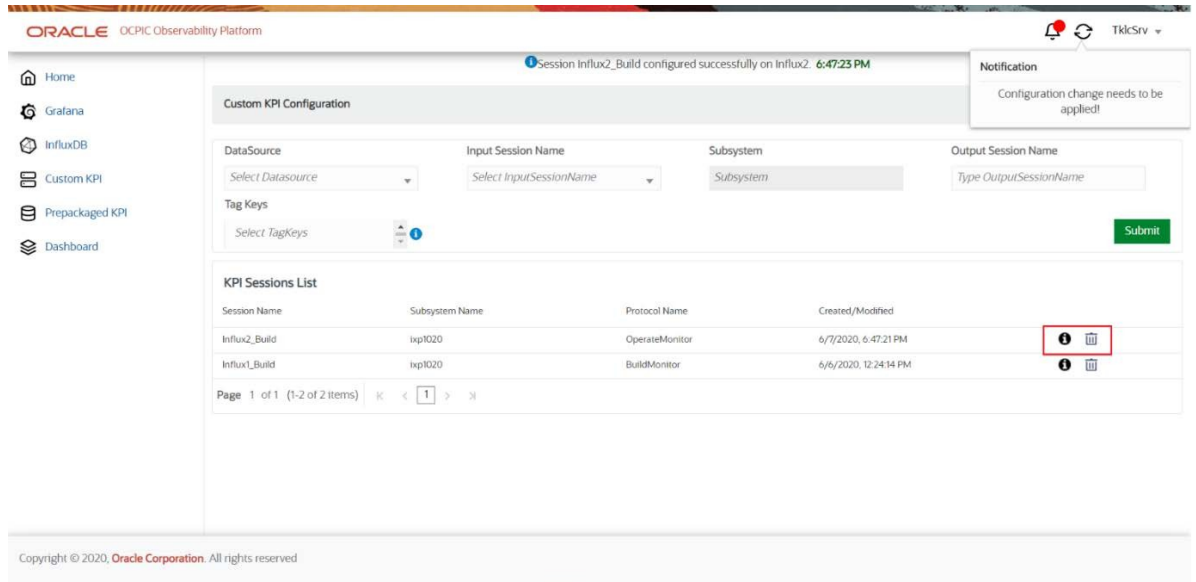 ORACLE OCPIC Observability Platform
TklcSrv
Session Influx2_Build configured successfully on Influx2. 6:47:23 PM
Notification
Configuration change needs to be
applied!
Home
Grafana
InfluxDB
Custom KPI
Prepackaged KPI
Dashboard
Custom KPI Configuration
DataSource Input Session Name Subsystem Output Session Name
Select Datasource Select InputSessionName Subsystem Type OutputSessionName
Tag Keys
Select TagKeys
Submit
KPI Sessions List
Session Name Subsystem Name Protocol Name Created/Modified
Influx2_Build ixp1020 OperateMonitor 6/7/2020, 6:47:21 PM
Influx1_Build ixp1020 BuildMonitor 6/6/2020, 12:24:14 PM
Page 1 of 1 (1-2 of 2 items) K < 1 > X
Copyright © 2020, Oracle Corporation. All rights reserved